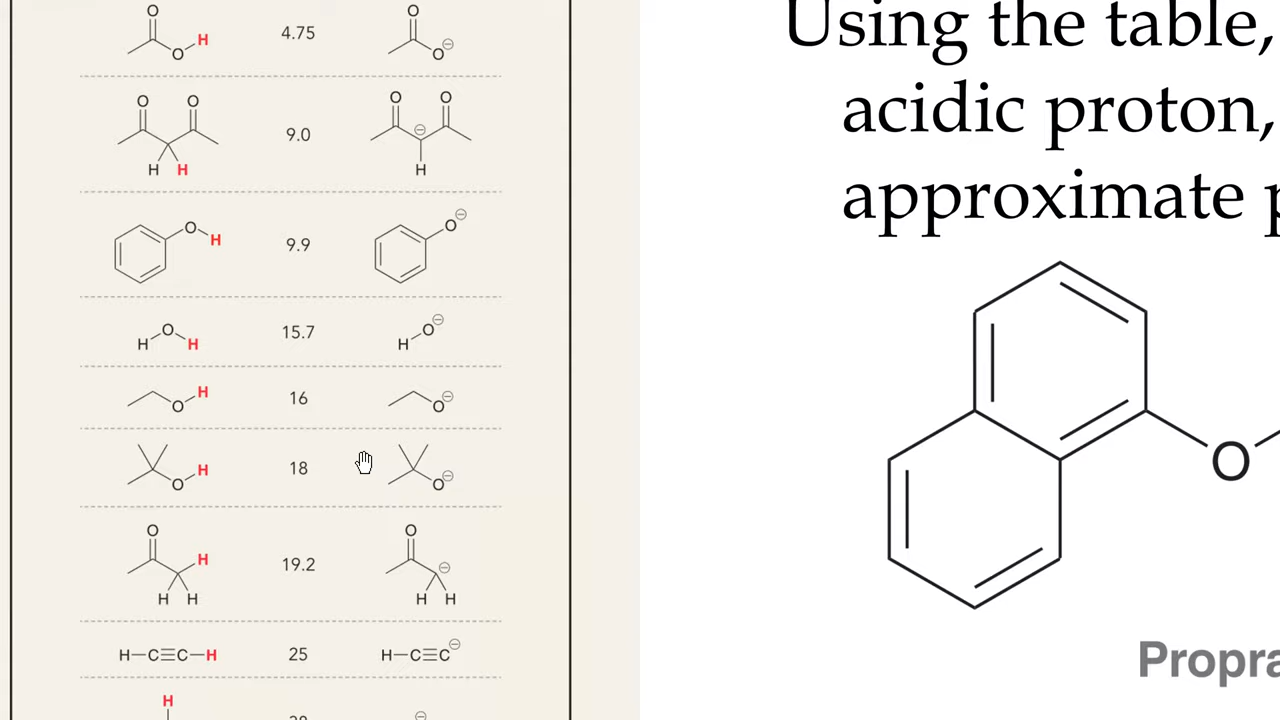 O
O H
4.75
O
O⊖
O O
H H
9.0
O O
⊖
H
O H
9.9
O⊖
H O H
15.7
H O⊖
O H
16
O⊖
O H
18
O⊖
O
H
H H
19.2
O
⊖
H H
H–C≡C–H
25
H–C≡C⊖
H
⊖
Using the table,
acidic proton,
approximate
O
Propra